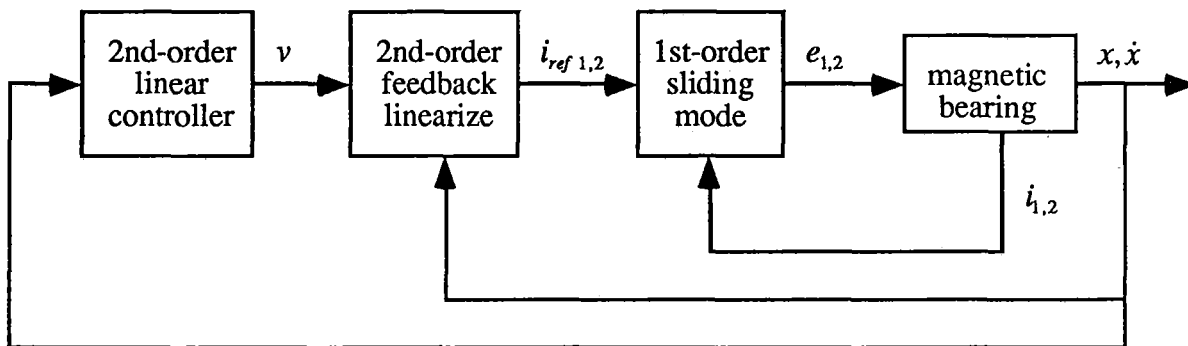 2nd-order
linear
controller
v
2nd-order
feedback
linearize
i_ref 1,2
1st-order
sliding
mode
e_1,2
magnetic
bearing
x, ẋ
i_1,2